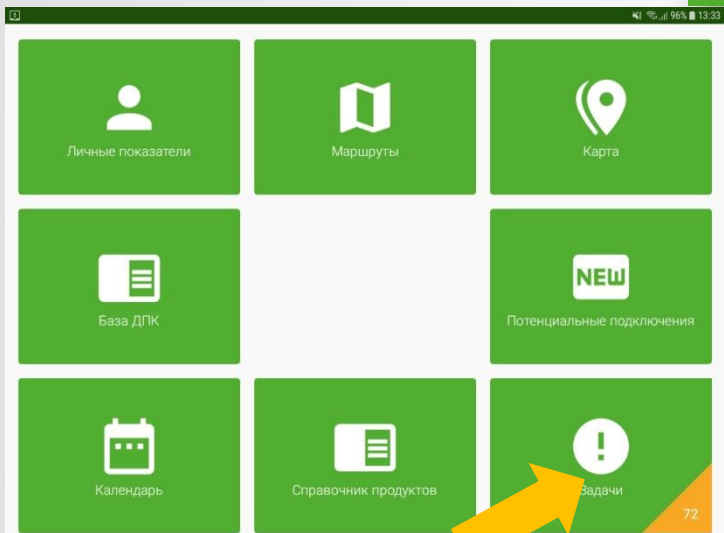 96% 13:33
Личные показатели
Маршруты
Карта
База ДПК
NEW
Потенциальные подключения
Календарь
Справочник продуктов
Задачи
72